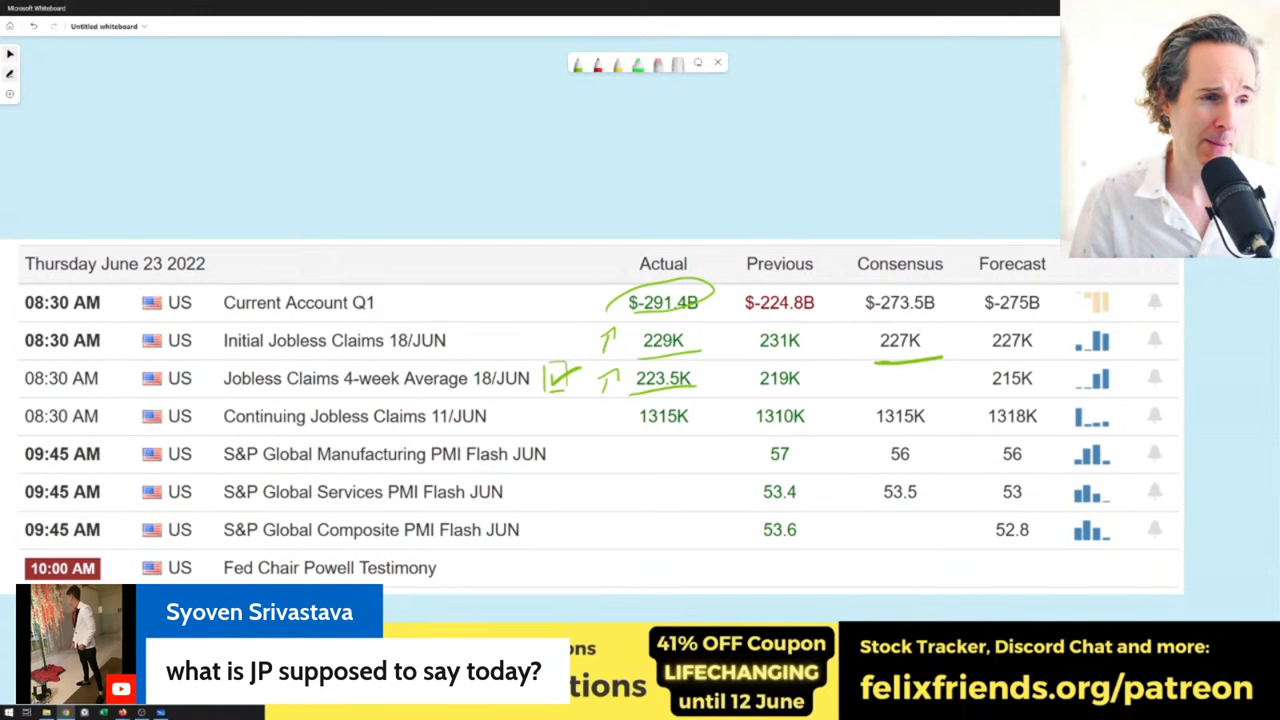 Microsoft Whiteboard
Untitled whiteboard
Thursday June 23 2022 Actual Previous Consensus Forecast
08:30 AM US Current Account Q1 $-291.4B $-224.8B $-273.5B $-275B
08:30 AM US Initial Jobless Claims 18/JUN 229K 231K 227K 227K
08:30 AM US Jobless Claims 4-week Average 18/JUN 223.5K 219K 215K
08:30 AM US Continuing Jobless Claims 11/JUN 1315K 1310K 1315K 1318K
09:45 AM US S&P Global Manufacturing PMI Flash JUN 57 56 56
09:45 AM US S&P Global Services PMI Flash JUN 53.4 53.5 53
09:45 AM US S&P Global Composite PMI Flash JUN 53.6 52.8
10:00 AM US Fed Chair Powell Testimony
Syoven Srivastava
what is JP supposed to say today?
41% OFF Coupon
LIFECHANGING
until 12 June
Stock Tracker, Discord Chat and more:
felixfriends.org/patreon